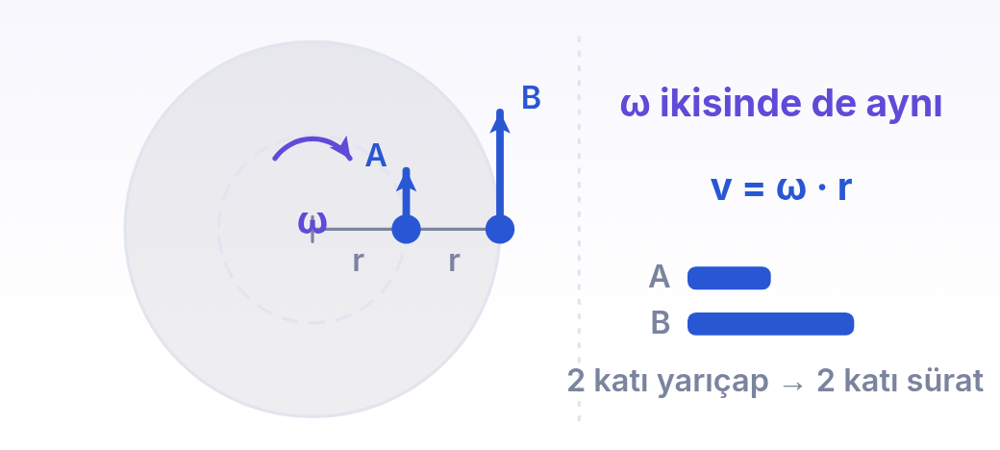 B
A
ω
r r
ω ikisinde de aynı
v = ω · r
A
B
2 katı yarıçap → 2 katı sürat